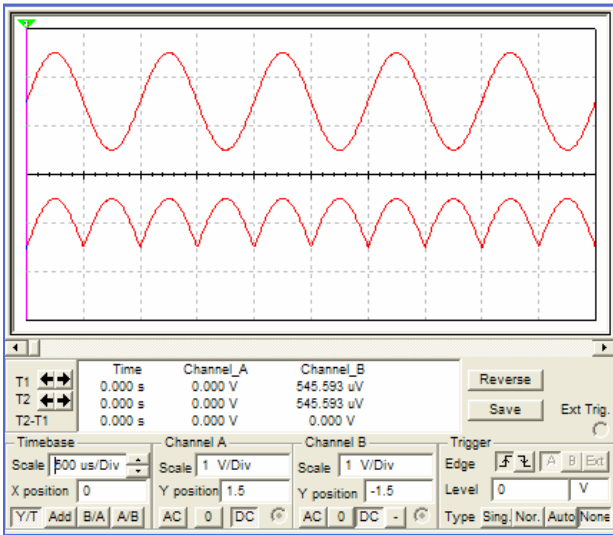 1
Time Channel_A Channel_B
T1 0.000 s 0.000 V 545.593 uV
T2 0.000 s 0.000 V 545.593 uV
T2-T1 0.000 s 0.000 V 0.000 V
Reverse
Save
Ext Trig.
Timebase
Scale 500 us/Div
X position 0
Y/T Add B/A A/B
Channel A
Scale 1 V/Div
Y position 1.5
AC 0 DC
Channel B
Scale 1 V/Div
Y position -1.5
AC 0 DC -
Trigger
Edge A B Ext
Level 0 V
Type Sing. Nor. Auto None